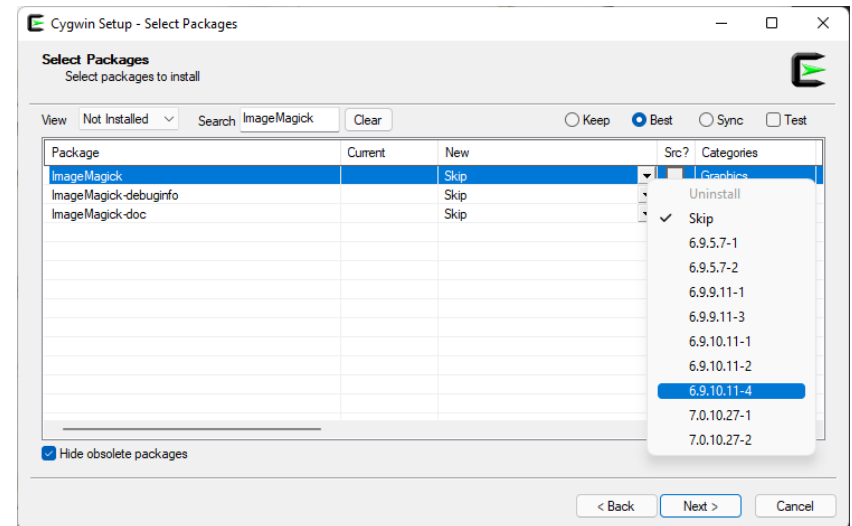 Cygwin Setup - Select Packages
Select Packages
Select packages to install
View Not Installed Search ImageMagick Clear Keep Best Sync Test
Package Current New Src? Categories
ImageMagick Skip Graphics
ImageMagick-debuginfo Skip
ImageMagick-doc Skip
Uninstall
Skip
6.9.5.7-1
6.9.5.7-2
6.9.9.11-1
6.9.9.11-3
6.9.10.11-1
6.9.10.11-2
6.9.10.11-4
7.0.10.27-1
7.0.10.27-2
Hide obsolete packages
< Back Next > Cancel